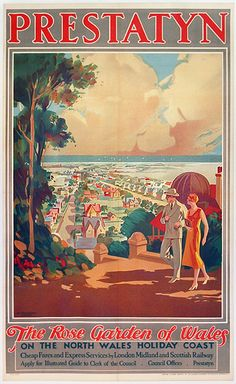 PRESTATYN
The Rose Garden of Wales
ON THE NORTH WALES HOLIDAY COAST
Cheap Fares and Express Services by London Midland and Scottish Railway
Apply for Illustrated Guide to Clerk of the Council Council Offices Prestatyn